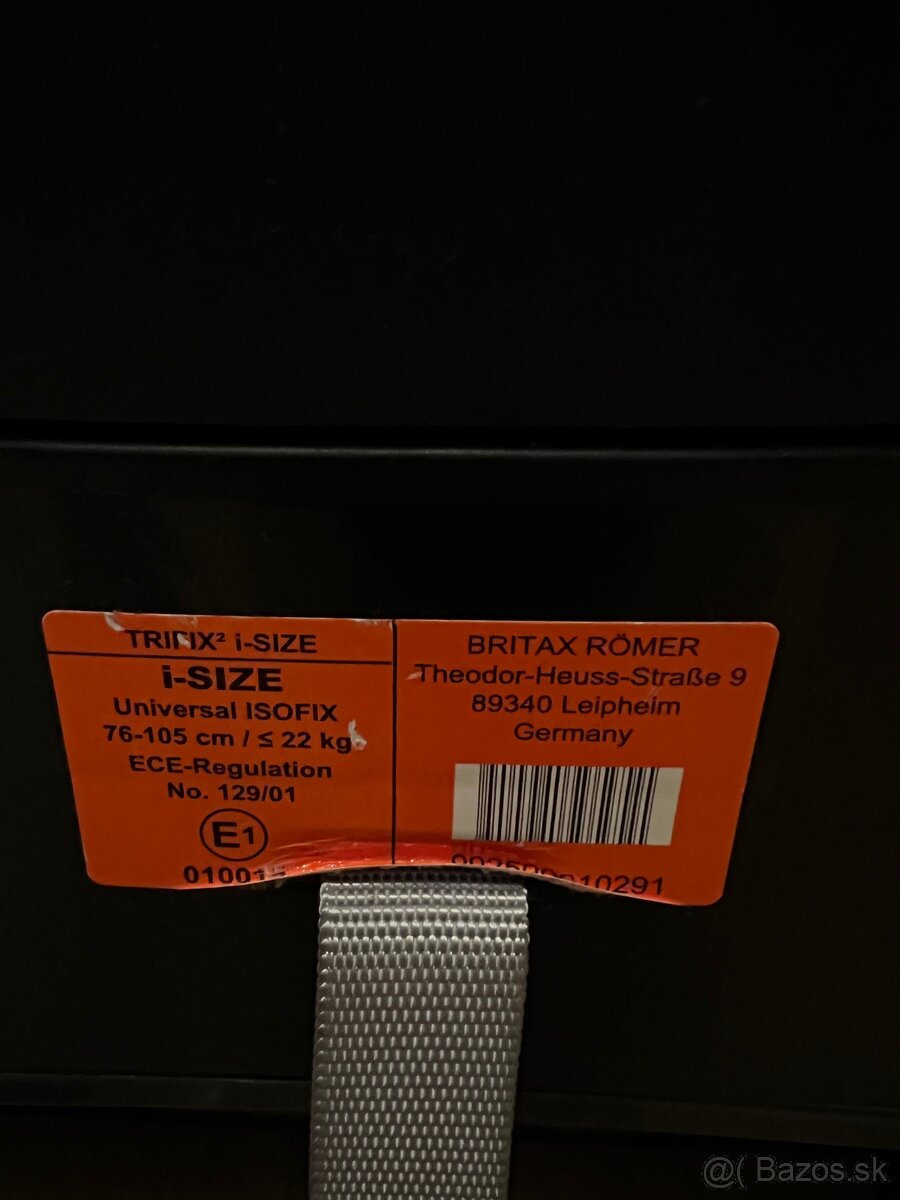 TRIFIX² i-SIZE
i-SIZE
Universal ISOFIX
76-105 cm / ≤ 22 kg
ECE-Regulation
No. 129/01
E1
BRITAX RÖMER
Theodor-Heuss-Straße 9
89340 Leipheim
Germany
@( Bazos.sk